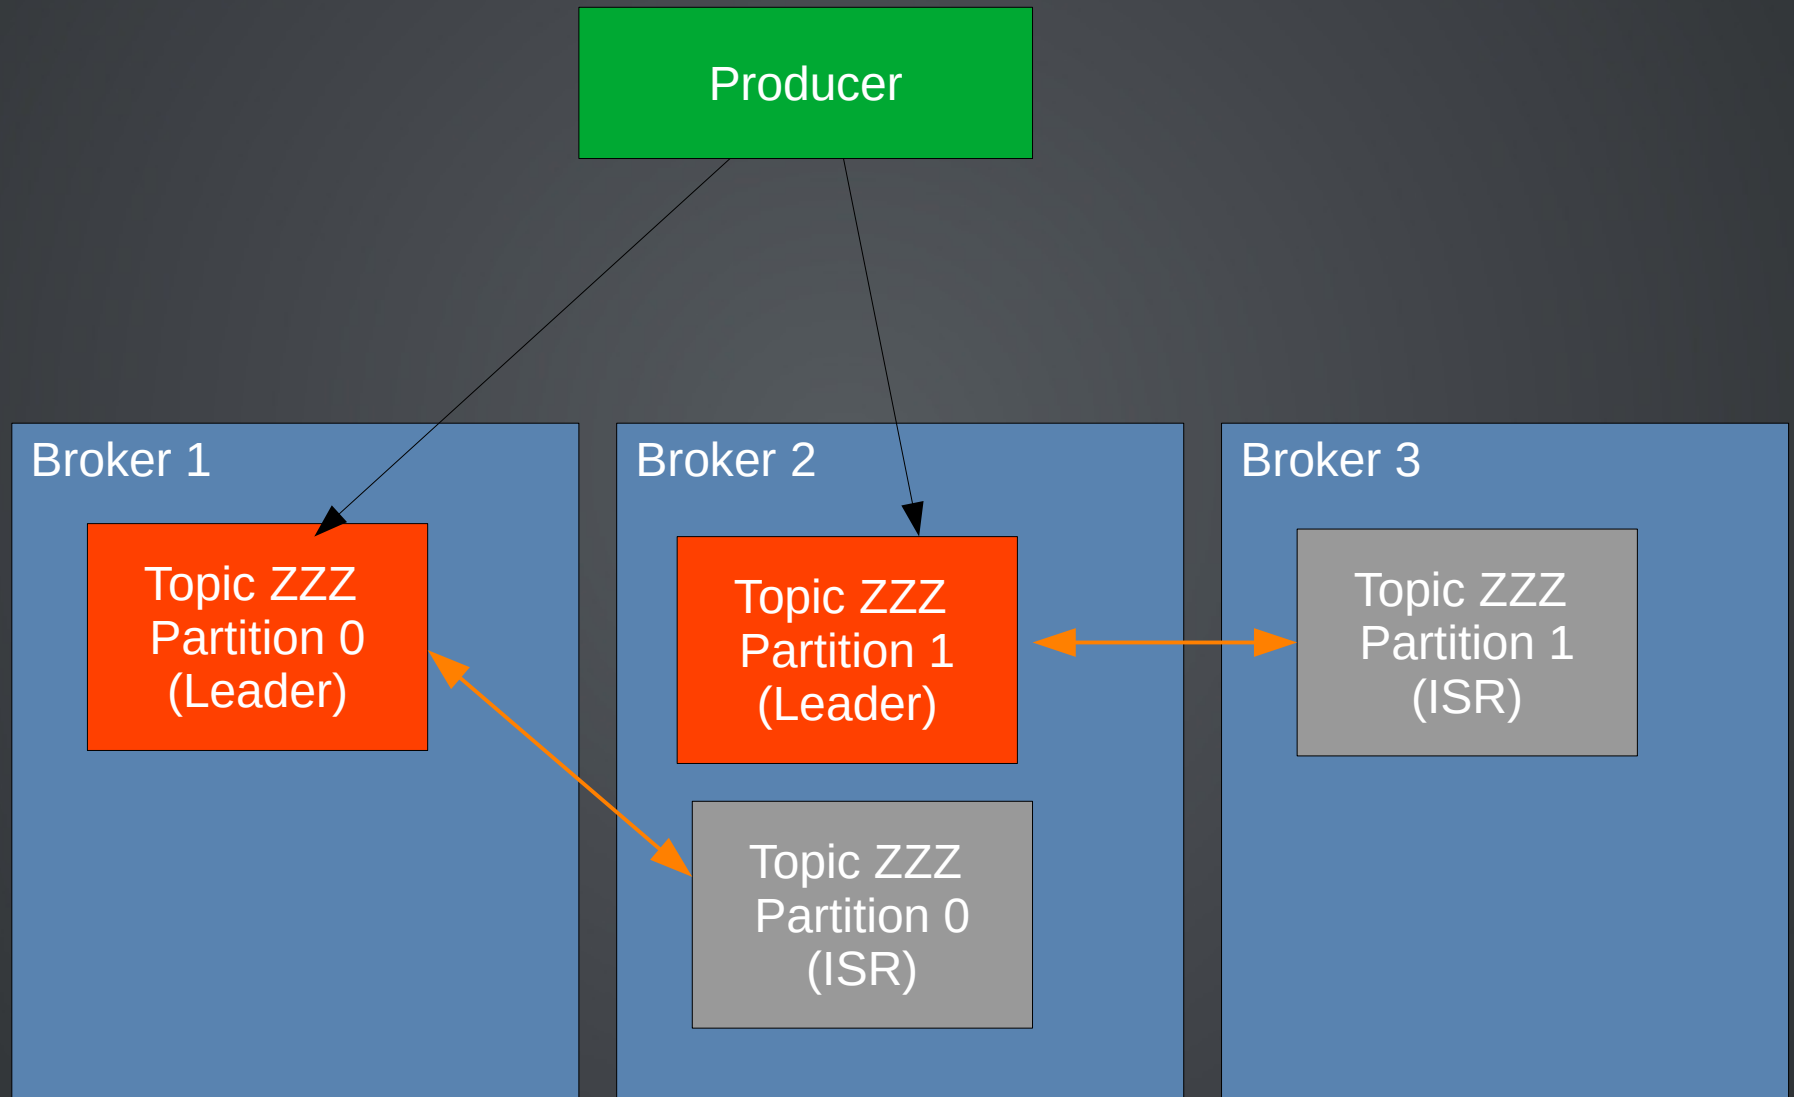 Producer
Broker 1
Topic ZZZ
Partition 0
(Leader)
Broker 2
Topic ZZZ
Partition 1
(Leader)
Topic ZZZ
Partition 0
(ISR)
Broker 3
Topic ZZZ
Partition 1
(ISR)